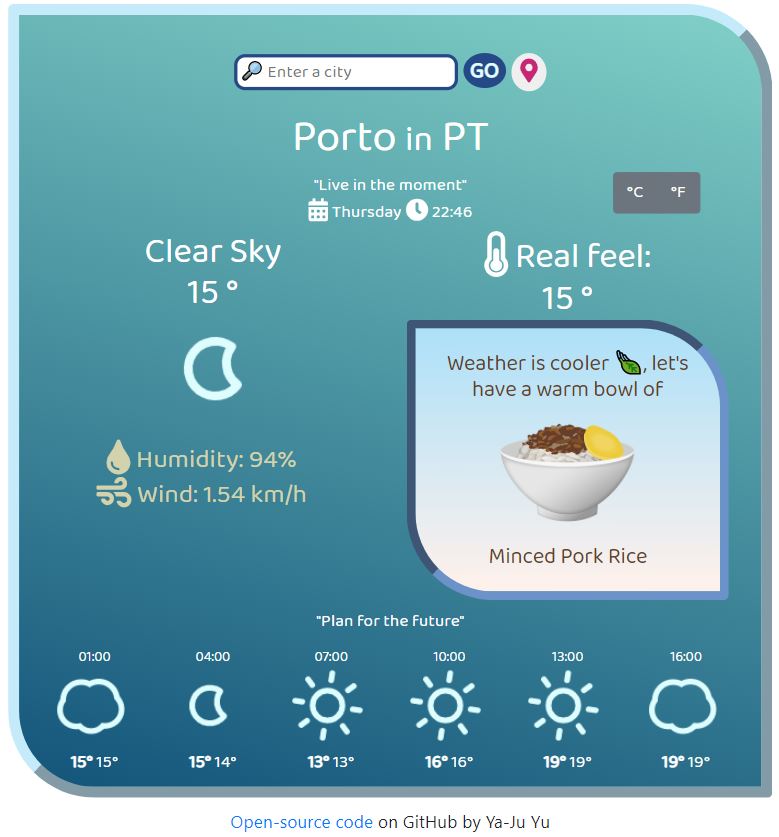 Enter a city GO
Porto in PT
"Live in the moment"
Thursday 22:46
°C °F
Clear Sky
15 °
Real feel:
15 °
Humidity: 94%
Wind: 1.54 km/h
Weather is cooler , let's
have a warm bowl of
Minced Pork Rice
"Plan for the future"
01:00 04:00 07:00 10:00 13:00 16:00
15° 15° 15° 14° 13° 13° 16° 16° 19° 19° 19° 19°
Open-source code on GitHub by Ya-Ju Yu